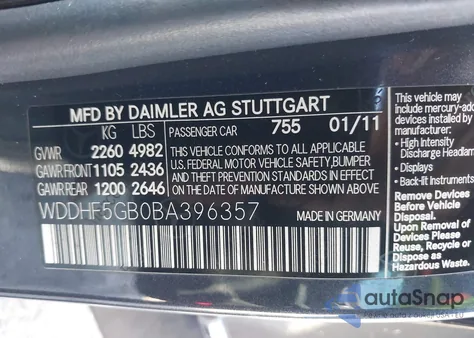 MFD BY DAIMLER AG STUTTGART
KG LBS PASSENGER CAR 755 01/11
GVWR 2260 4982
GAWR FRONT 1105 2436
GAWR REAR 1200 2646
THIS VEHICLE CONFORMS TO ALL APPLICABLE
U.S. FEDERAL MOTOR VEHICLE SAFETY, BUMPER
AND THEFT PREVENTION STANDARDS IN EFFECT
ON THE DATE OF MANUFACTURE SHOWN ABOVE.
WDDHF5GB0BA396357
This vehicle may
include mercury-add
devices installed by
manufacturer:
- High Intensity
Discharge Headlam
- Displays
- Back-lit Instruments
Remove Devices
Before Vehicle
Disposal.
Upon Removal of
Devices Please
Reuse, Recycle or
Dispose as
Hazardous Waste.
autoSnap